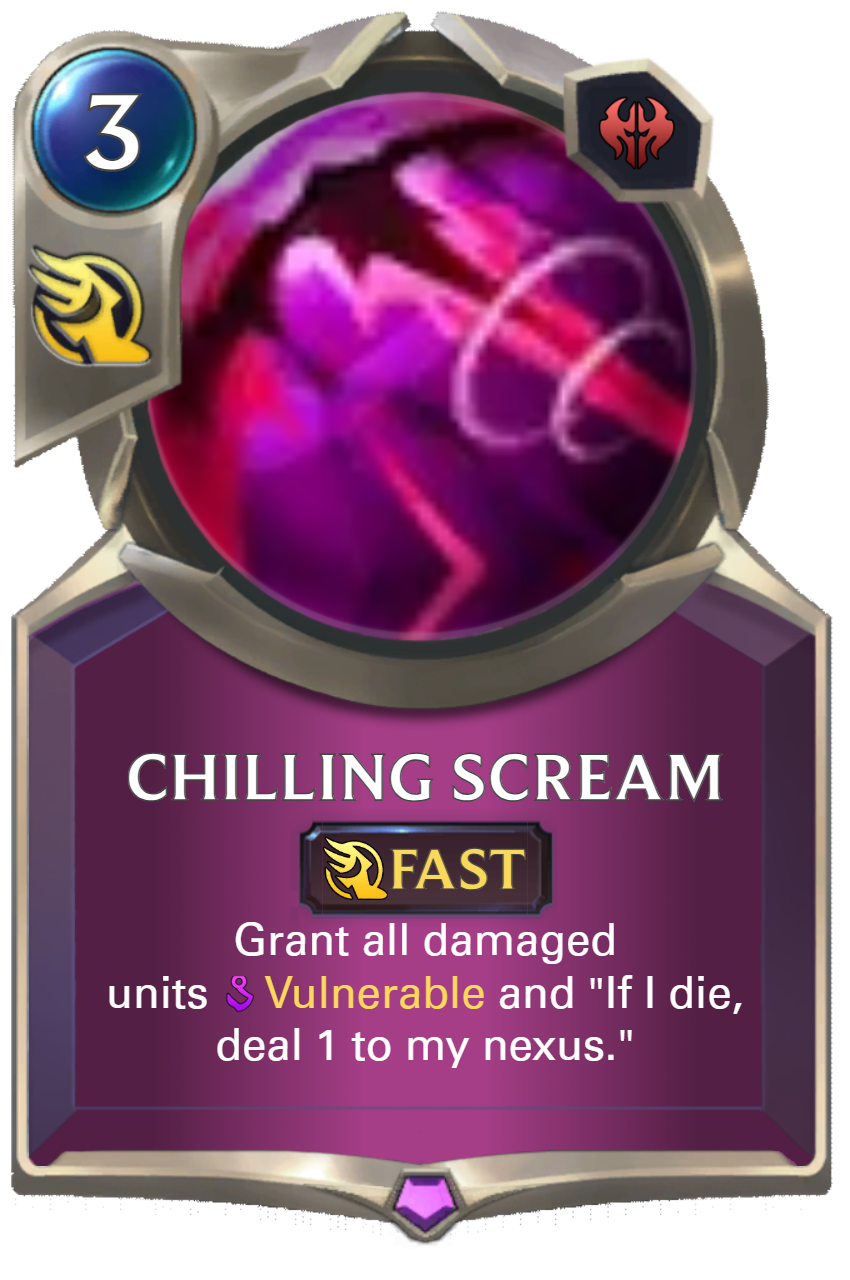 3
CHILLING SCREAM
FAST
Grant all damaged
units Vulnerable and "If I die,
deal 1 to my nexus."